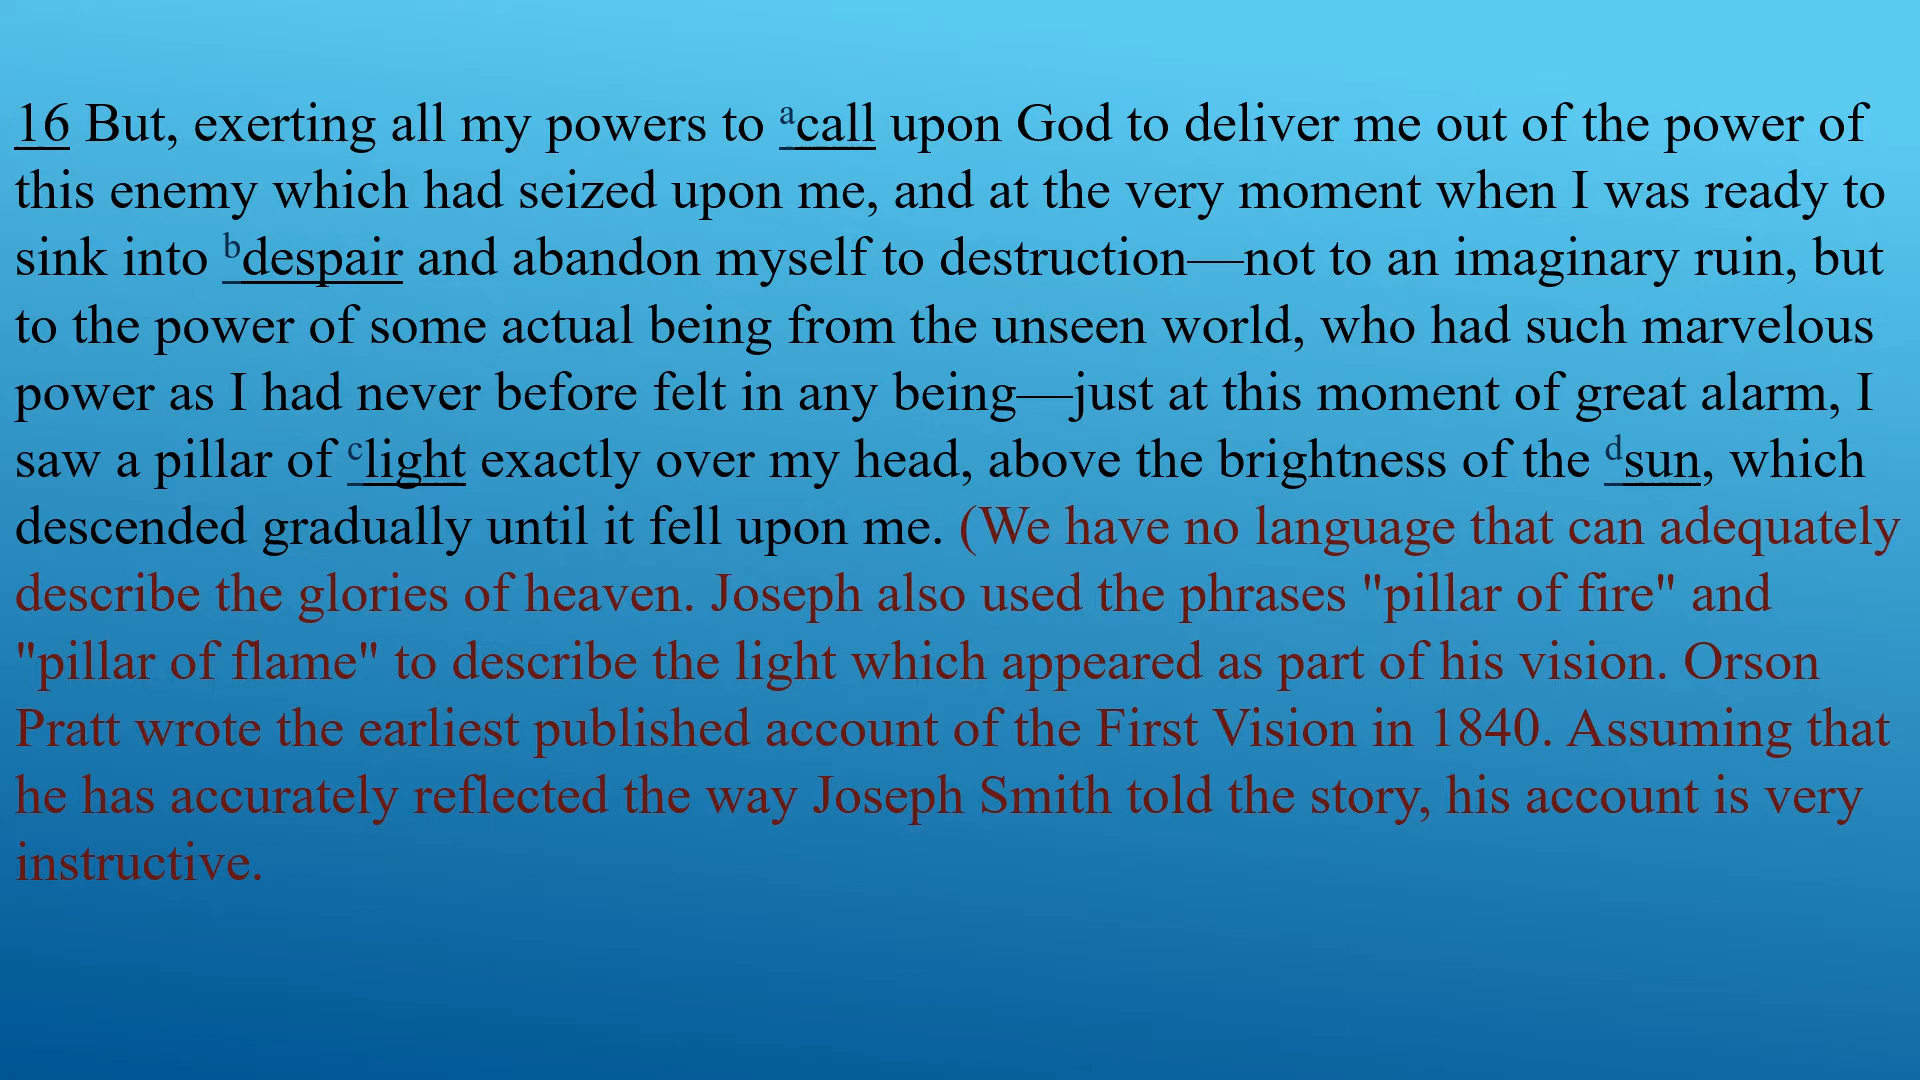 16 But, exerting all my powers to acall upon God to deliver me out of the power of
this enemy which had seized upon me, and at the very moment when I was ready to
sink into bdespair and abandon myself to destruction—not to an imaginary ruin, but
to the power of some actual being from the unseen world, who had such marvelous
power as I had never before felt in any being—just at this moment of great alarm, I
saw a pillar of clight exactly over my head, above the brightness of the dsun, which
descended gradually until it fell upon me. (We have no language that can adequately
describe the glories of heaven. Joseph also used the phrases "pillar of fire" and
"pillar of flame" to describe the light which appeared as part of his vision. Orson
Pratt wrote the earliest published account of the First Vision in 1840. Assuming that
he has accurately reflected the way Joseph Smith told the story, his account is very
instructive.